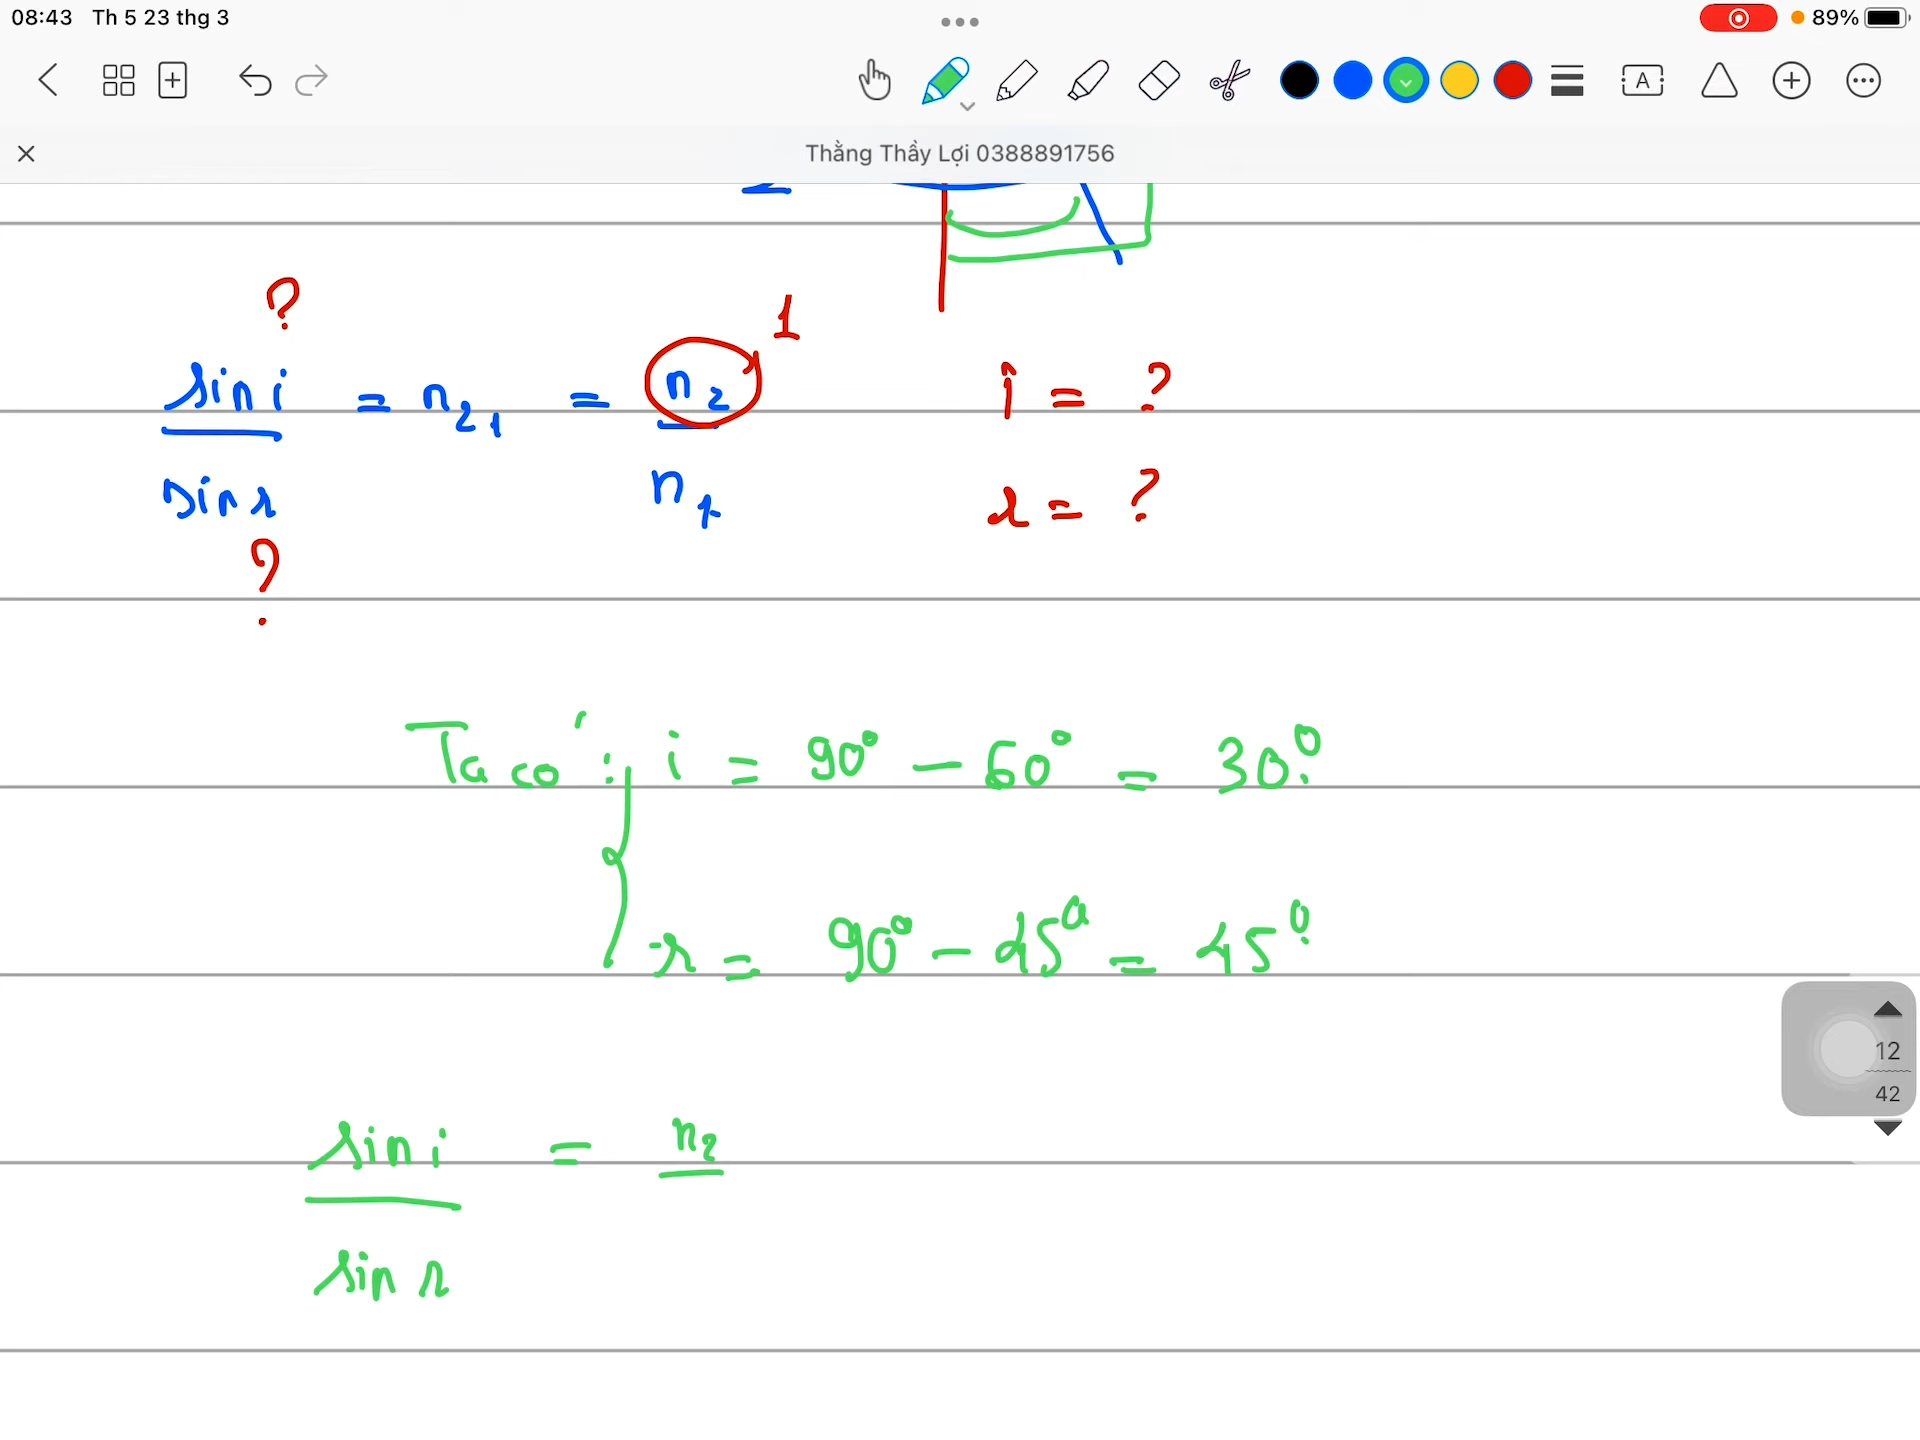 08:43 Th 5 23 thg 3
89%
A
Thằng Thầy Lợi 0388891756
?
1
sin i = n21 = n2
sin r n1
î = ?
r = ?
?
Ta có: i = 90° - 60° = 30°.
r = 90° - 45° = 45°.
12
42
sin i = n2
sin r